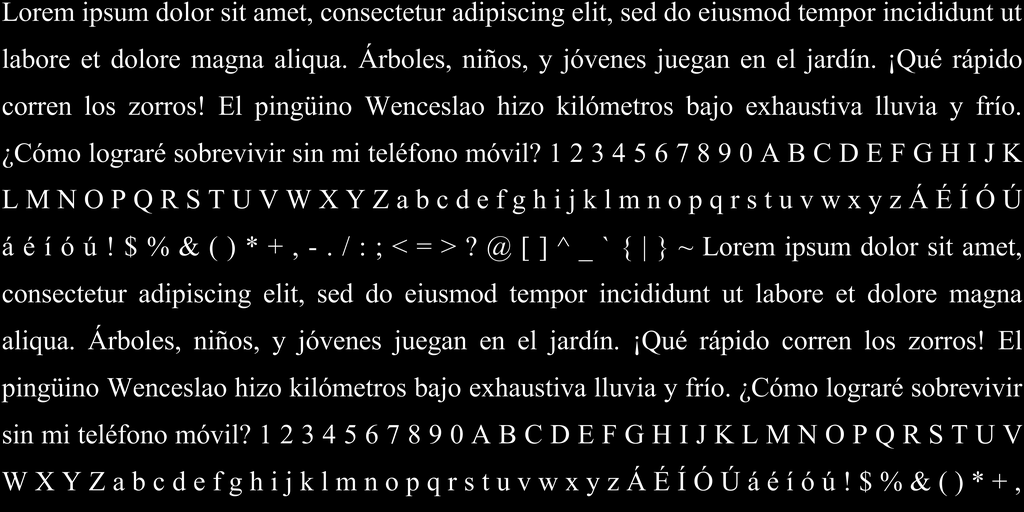 Lorem ipsum dolor sit amet, consectetur adipiscing elit, sed do eiusmod tempor incididunt ut
labore et dolore magna aliqua. Árboles, niños, y jóvenes juegan en el jardín. ¡Qué rápido
corren los zorros! El pingüino Wenceslao hizo kilómetros bajo exhaustiva lluvia y frío.
¿Cómo lograré sobrevivir sin mi teléfono móvil? 1 2 3 4 5 6 7 8 9 0 A B C D E F G H I J K
L M N O P Q R S T U V W X Y Z a b c d e f g h i j k l m n o p q r s t u v w x y z Á É Í Ó Ú
á é í ó ú ! $ % & ( ) * + , - . / : ; < = > ? @ [ ] ^ _ ` { | } ~ Lorem ipsum dolor sit amet,
consectetur adipiscing elit, sed do eiusmod tempor incididunt ut labore et dolore magna
aliqua. Árboles, niños, y jóvenes juegan en el jardín. ¡Qué rápido corren los zorros! El
pingüino Wenceslao hizo kilómetros bajo exhaustiva lluvia y frío. ¿Cómo lograré sobrevivir
sin mi teléfono móvil? 1 2 3 4 5 6 7 8 9 0 A B C D E F G H I J K L M N O P Q R S T U V
W X Y Z a b c d e f g h i j k l m n o p q r s t u v w x y z Á É Í Ó Ú á é í ó ú ! $ % & ( ) * + ,